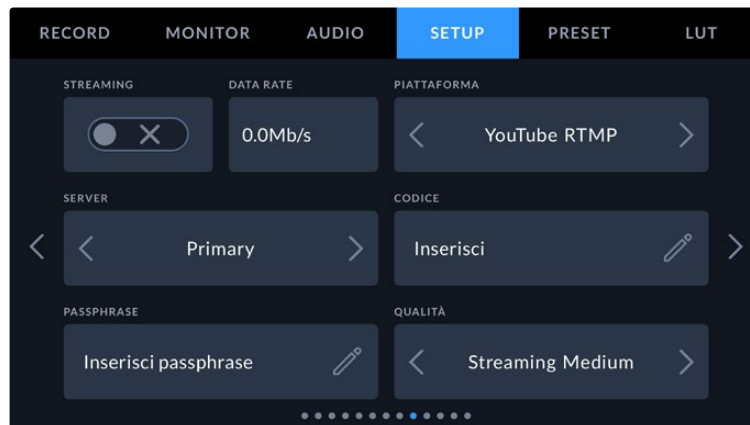 RECORD MONITOR AUDIO SETUP PRESET LUT
STREAMING DATA RATE PIATTAFORMA
0.0Mb/s YouTube RTMP
SERVER CODICE
Primary Inserisci
PASSPHRASE QUALITÀ
Inserisci passphrase Streaming Medium